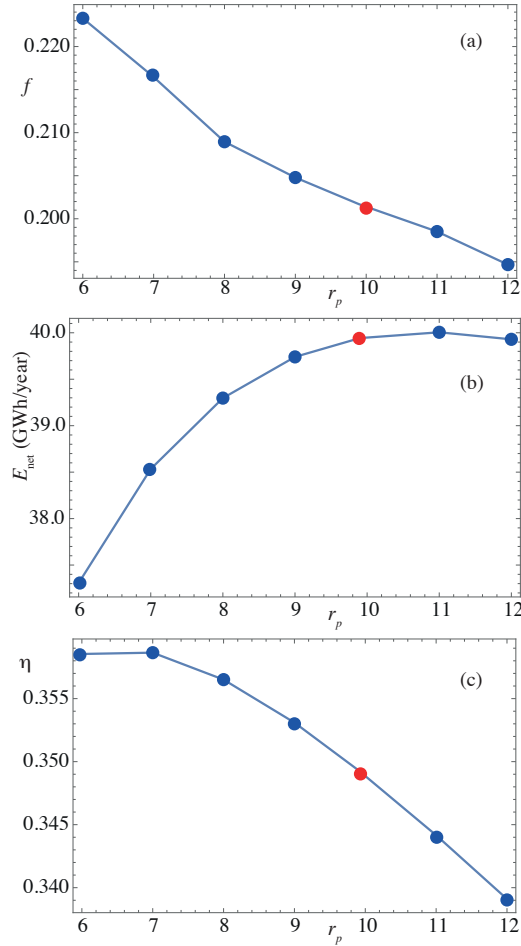 (a)
0.220
f
0.210
0.200
6 7 8 9 10 11 12
r_p
40.0
(b)
39.0
E_net (GWh/year)
38.0
6 7 8 9 10 11 12
r_p
η
(c)
0.355
0.350
0.345
0.340
6 7 8 9 10 11 12
r_p